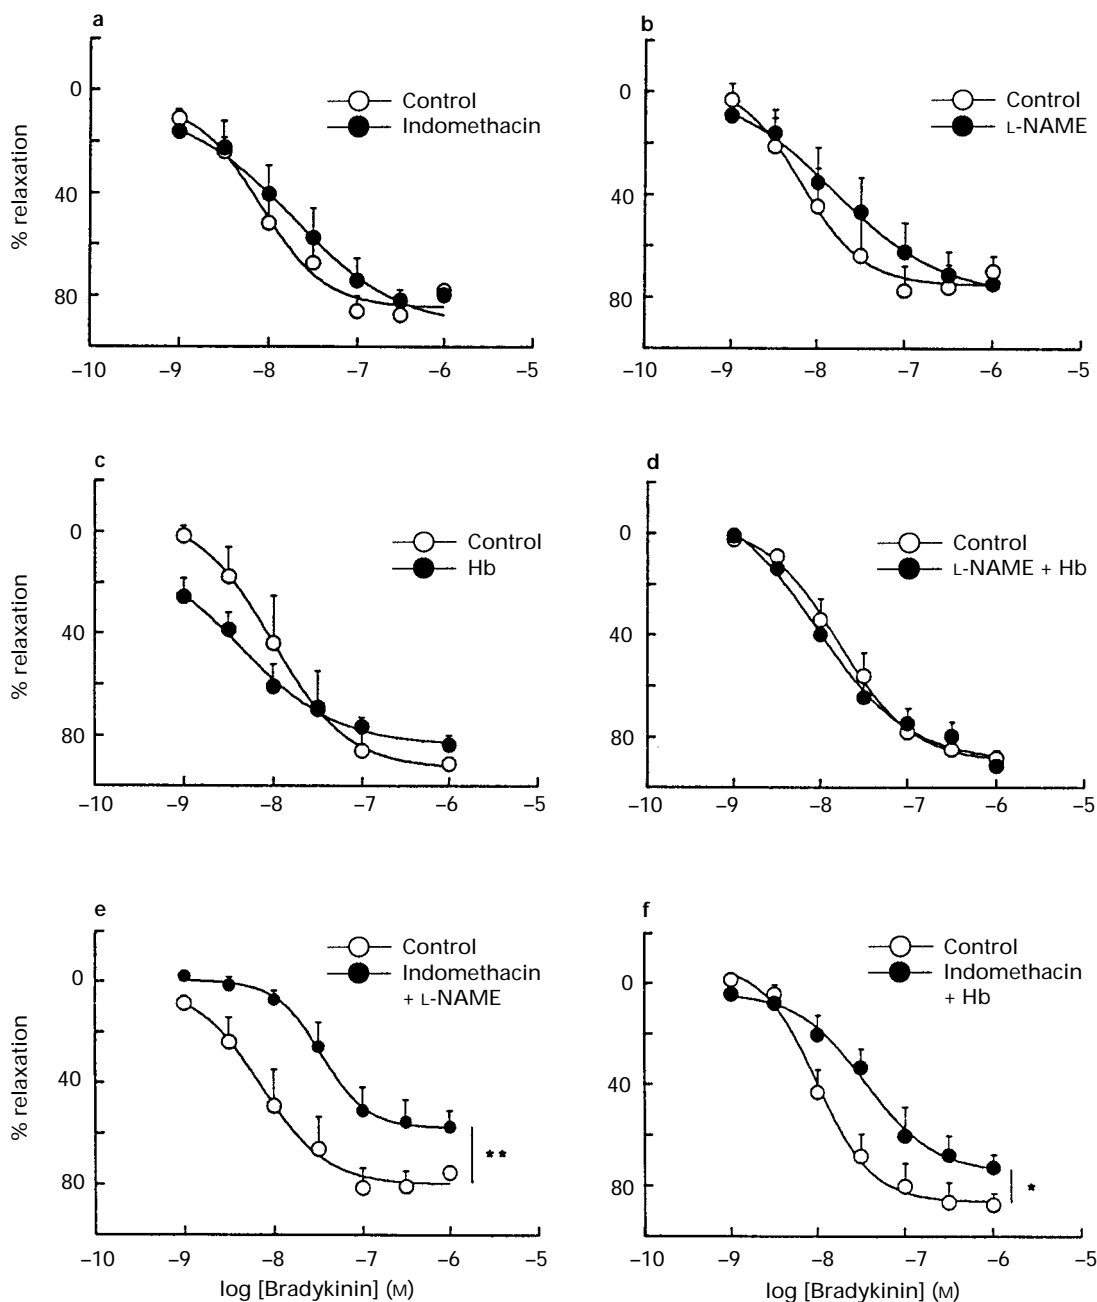 a
% relaxation
0
40
80
Control
Indomethacin
–10 –9 –8 –7 –6 –5
b
0
40
80
Control
L-NAME
–10 –9 –8 –7 –6 –5
c
% relaxation
0
40
80
Control
Hb
–10 –9 –8 –7 –6 –5
d
0
40
80
Control
L-NAME + Hb
–10 –9 –8 –7 –6 –5
e
% relaxation
0
40
80
Control
Indomethacin
+ L-NAME
**
–10 –9 –8 –7 –6 –5
log [Bradykinin] (M)
f
0
40
80
Control
Indomethacin
+ Hb
*
–10 –9 –8 –7 –6 –5
log [Bradykinin] (M)